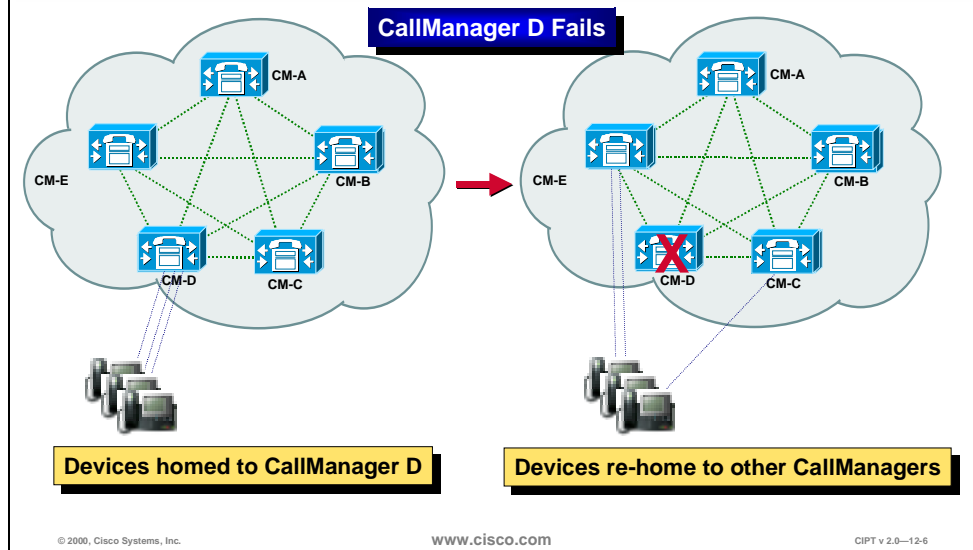 CallManager D Fails
CM-A
CM-E
CM-B
CM-D
CM-C
CM-A
CM-E
CM-B
X
CM-D
CM-C
Devices homed to CallManager D
Devices re-home to other CallManagers
© 2000, Cisco Systems, Inc.
www.cisco.com
CIPT v 2.0—12-6